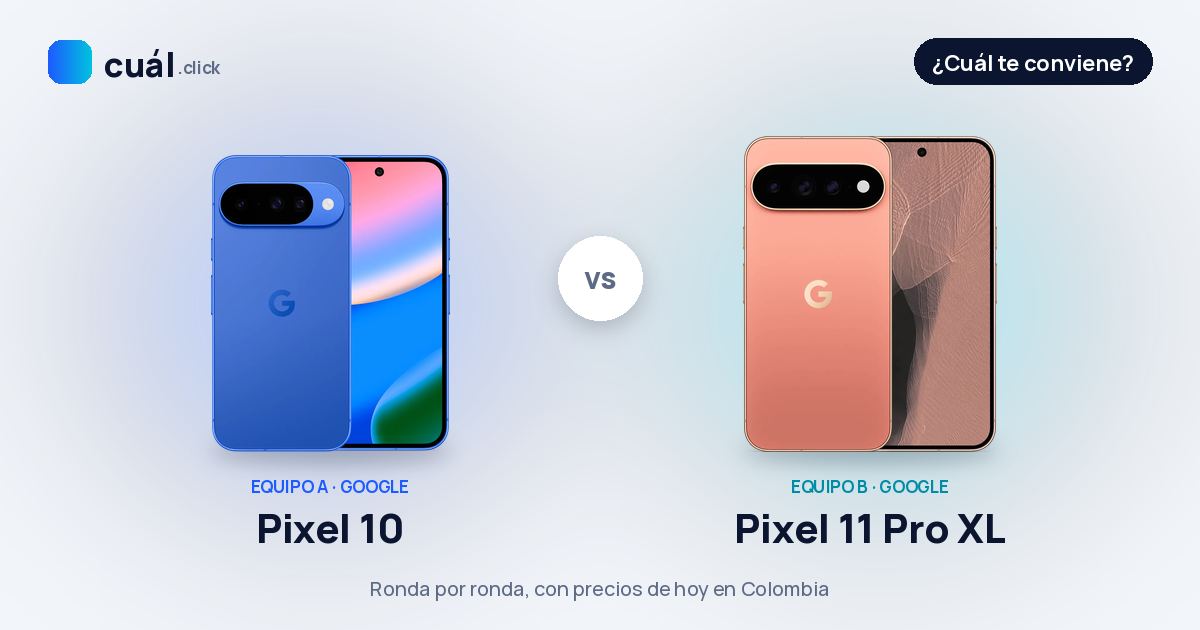 cuál.click
¿Cuál te conviene?
VS
EQUIPO A · GOOGLE
Pixel 10
EQUIPO B · GOOGLE
Pixel 11 Pro XL
Ronda por ronda, con precios de hoy en Colombia